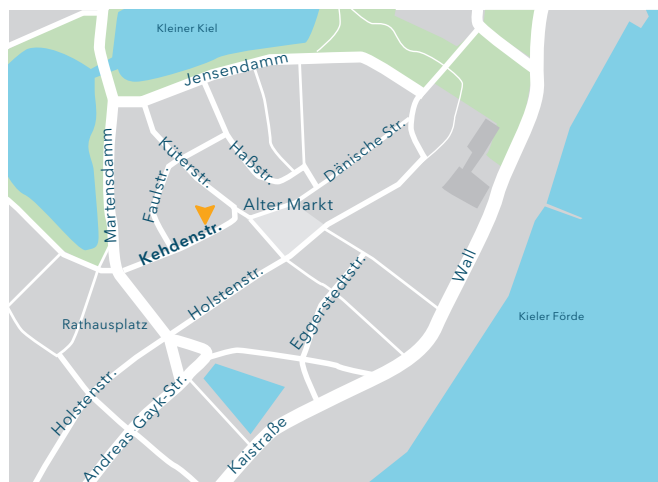 Kleiner Kiel
Jensendamm
Küterstr.
Haßstr.
Dänische Str.
Martensdamm
Faulstr.
Alter Markt
Kehdenstr.
Wall
Holstenstr.
Eggerstedtstr.
Kieler Förde
Rathausplatz
Holstenstr.
Andreas-Gayk-Str.
Kaistraße